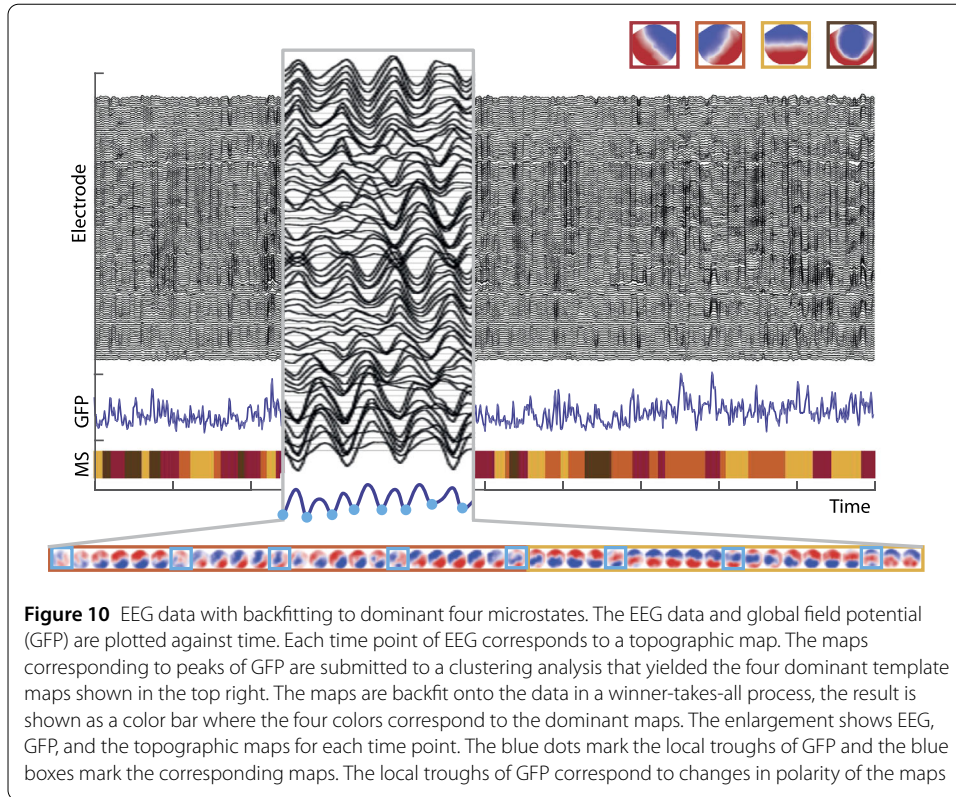 Electrode
GFP
MS
Time
Figure 10 EEG data with backfitting to dominant four microstates. The EEG data and global field potential
(GFP) are plotted against time. Each time point of EEG corresponds to a topographic map. The maps
corresponding to peaks of GFP are submitted to a clustering analysis that yielded the four dominant template
maps shown in the top right. The maps are backfit onto the data in a winner-takes-all process, the result is
shown as a color bar where the four colors correspond to the dominant maps. The enlargement shows EEG,
GFP, and the topographic maps for each time point. The blue dots mark the local troughs of GFP and the blue
boxes mark the corresponding maps. The local troughs of GFP correspond to changes in polarity of the maps